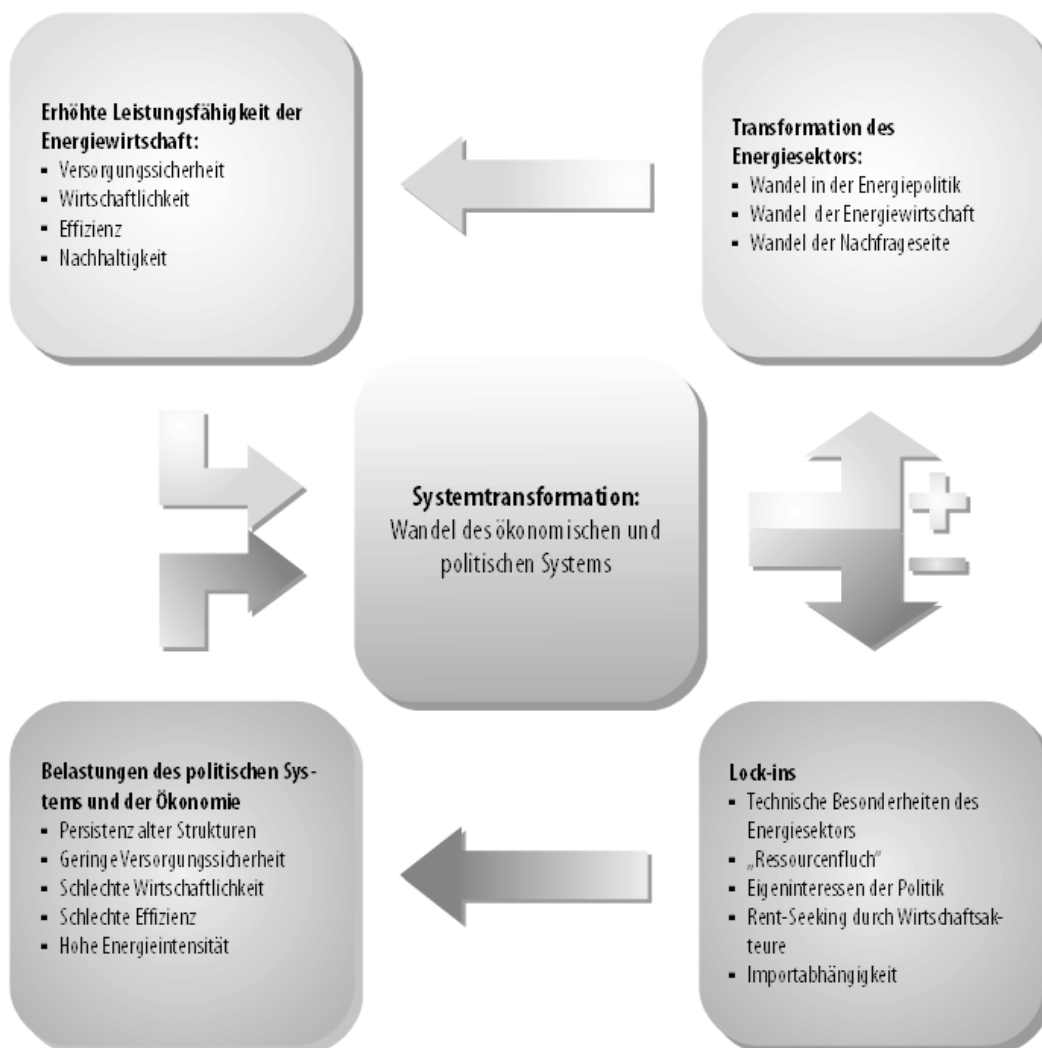 Erhöhte Leistungsfähigkeit der
Energiewirtschaft:
▪ Versorgungssicherheit
▪ Wirtschaftlichkeit
▪ Effizienz
▪ Nachhaltigkeit
Transformation des
Energiesektors:
▪ Wandel in der Energiepolitik
▪ Wandel der Energiewirtschaft
▪ Wandel der Nachfrageseite
Systemtransformation:
Wandel des ökonomischen und
politischen Systems
Belastungen des politischen Sys-
tems und der Ökonomie
▪ Persistenz alter Strukturen
▪ Geringe Versorgungssicherheit
▪ Schlechte Wirtschaftlichkeit
▪ Schlechte Effizienz
▪ Hohe Energieintensität
Lock-ins
▪ Technische Besonderheiten des
Energiesektors
▪ „Ressourcenfluch“
▪ Eigeninteressen der Politik
▪ Rent-Seeking durch Wirtschaftsak-
teure
▪ Importabhängigkeit